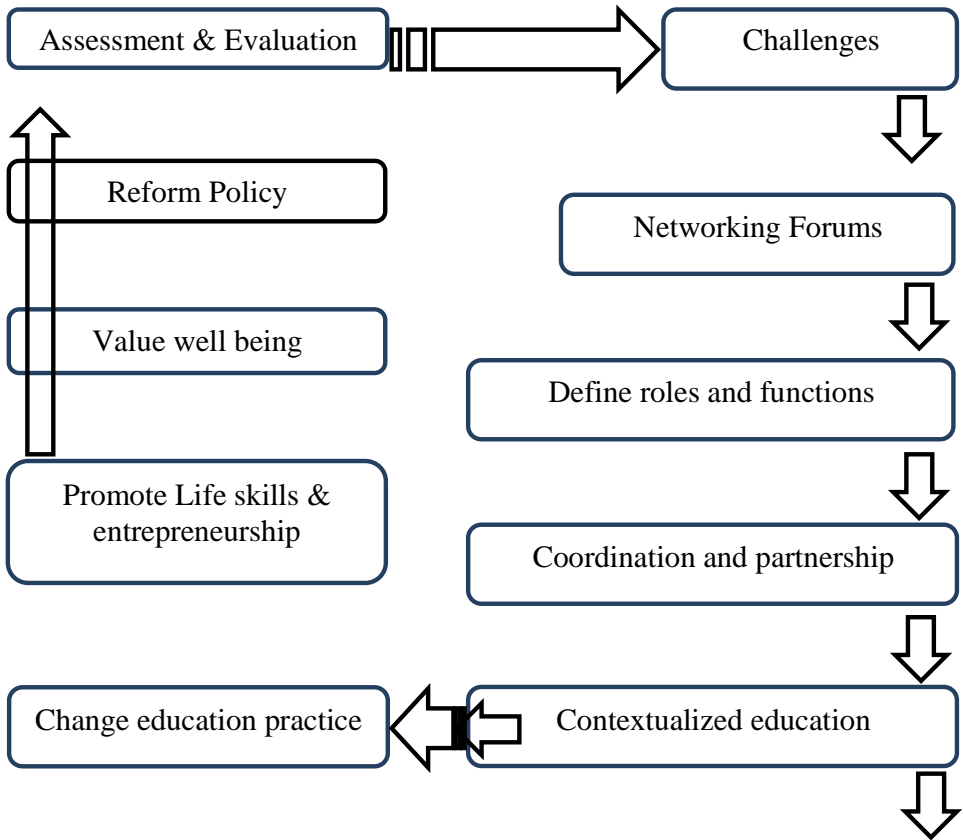 Assessment & Evaluation
Challenges
Reform Policy
Networking Forums
Value well being
Define roles and functions
Promote Life skills &
entrepreneurship
Coordination and partnership
Change education practice
Contextualized education